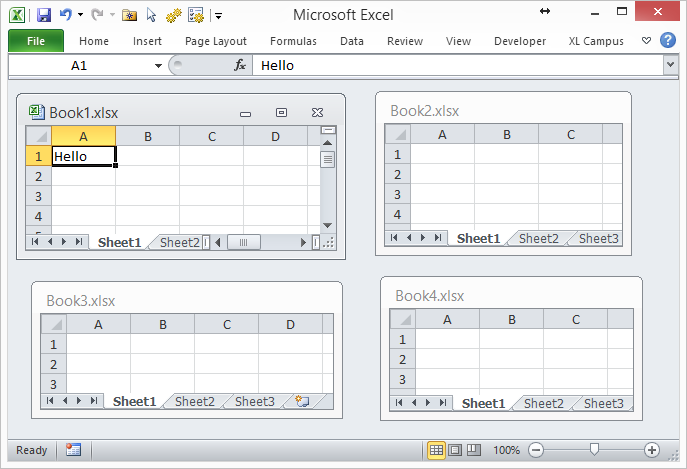 Microsoft Excel
File Home Insert Page Layout Formulas Data Review View Developer XL Campus
A1 fx Hello
Book1.xlsx
A B C D
1 Hello
2
3
4
Sheet1 Sheet2
Book2.xlsx
A B C
1
2
3
4
Sheet1 Sheet2 Sheet3
Book3.xlsx
A B C D
1
2
3
Sheet1 Sheet2 Sheet3
Book4.xlsx
A B C
1
2
3
Sheet1 Sheet2 Sheet3
Ready 100%